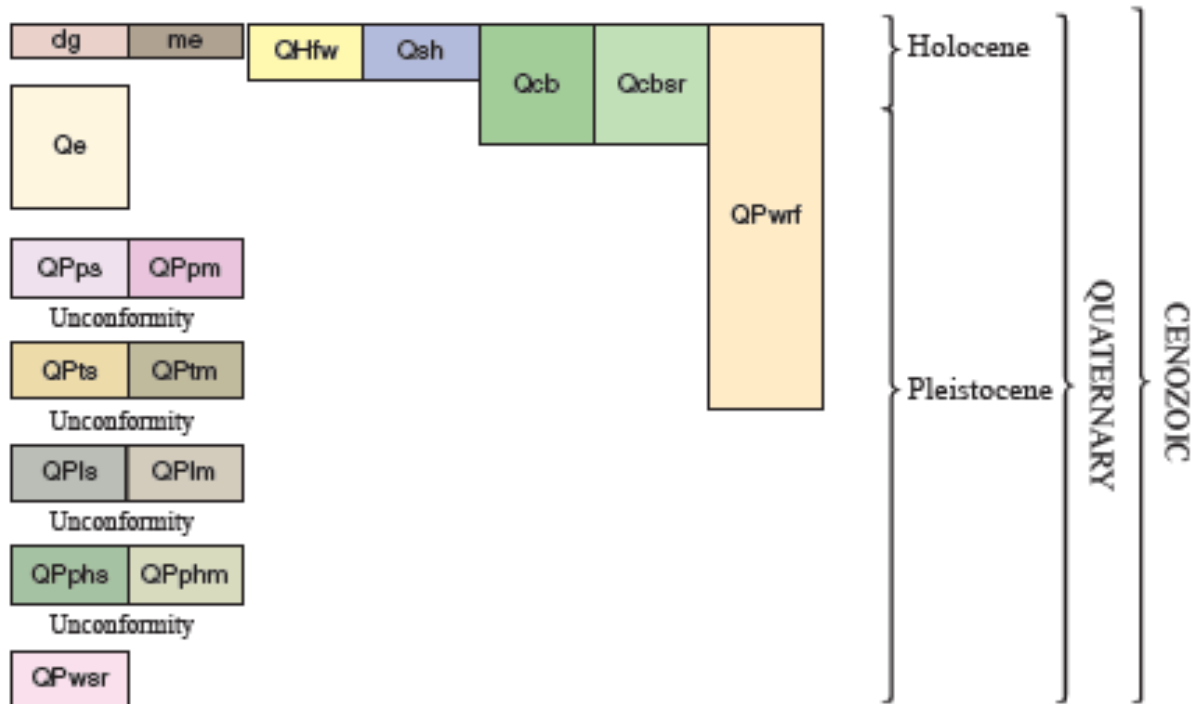 dg me QHfw Qsh Qcb Qcbsr QPwrf Holocene
Qe
QPps QPpm
Unconformity
QPts QPtm
Unconformity
QPls QPlm
Unconformity
QPphs QPphm
Unconformity
QPwsr
Pleistocene
QUATERNARY
CENOZOIC